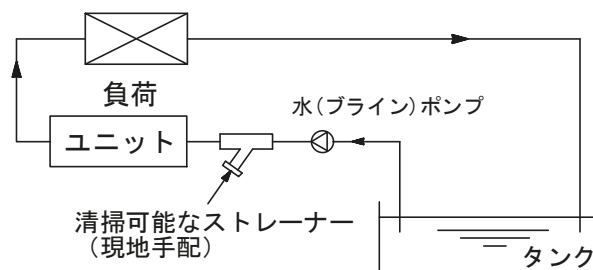 負荷
水(ブライン)ポンプ
ユニット
清掃可能なストレーナー
(現地手配)
タンク